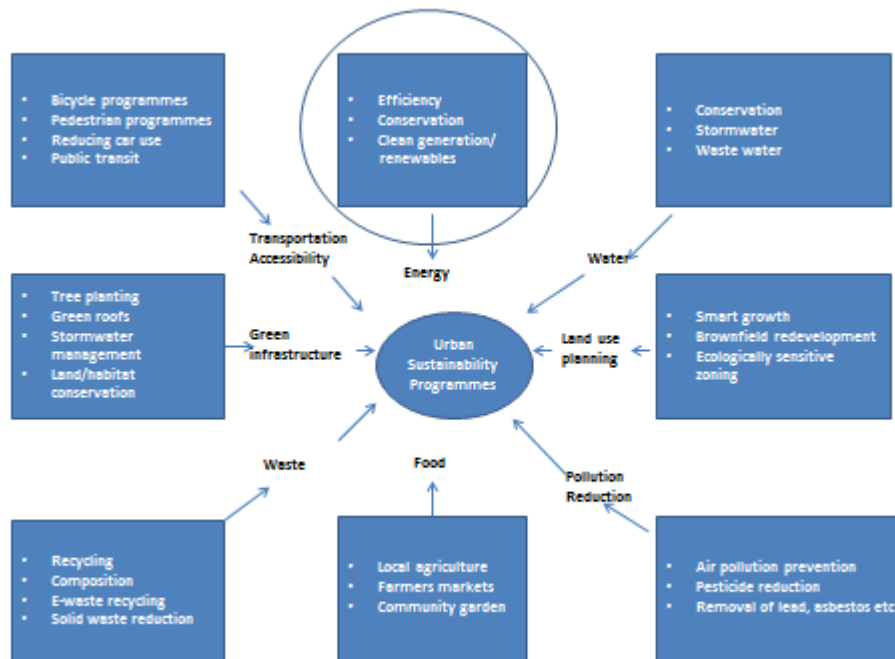 • Bicycle programmes
• Pedestrian programmes
• Reducing car use
• Public transit
• Efficiency
• Conservation
• Clean generation/
renewables
• Conservation
• Stormwater
• Waste water
Transportation
Accessibility
Energy
Water
• Tree planting
• Green roofs
• Stormwater
management
• Land/habitat
conservation
Green
infrastructure
Urban
Sustainability
Programmes
Land use
planning
• Smart growth
• Brownfield redevelopment
• Ecologically sensitive
zoning
Waste
Food
Pollution
Reduction
• Recycling
• Composition
• E-waste recycling
• Solid waste reduction
• Local agriculture
• Farmers markets
• Community garden
• Air pollution prevention
• Pesticide reduction
• Removal of lead, asbestos etc